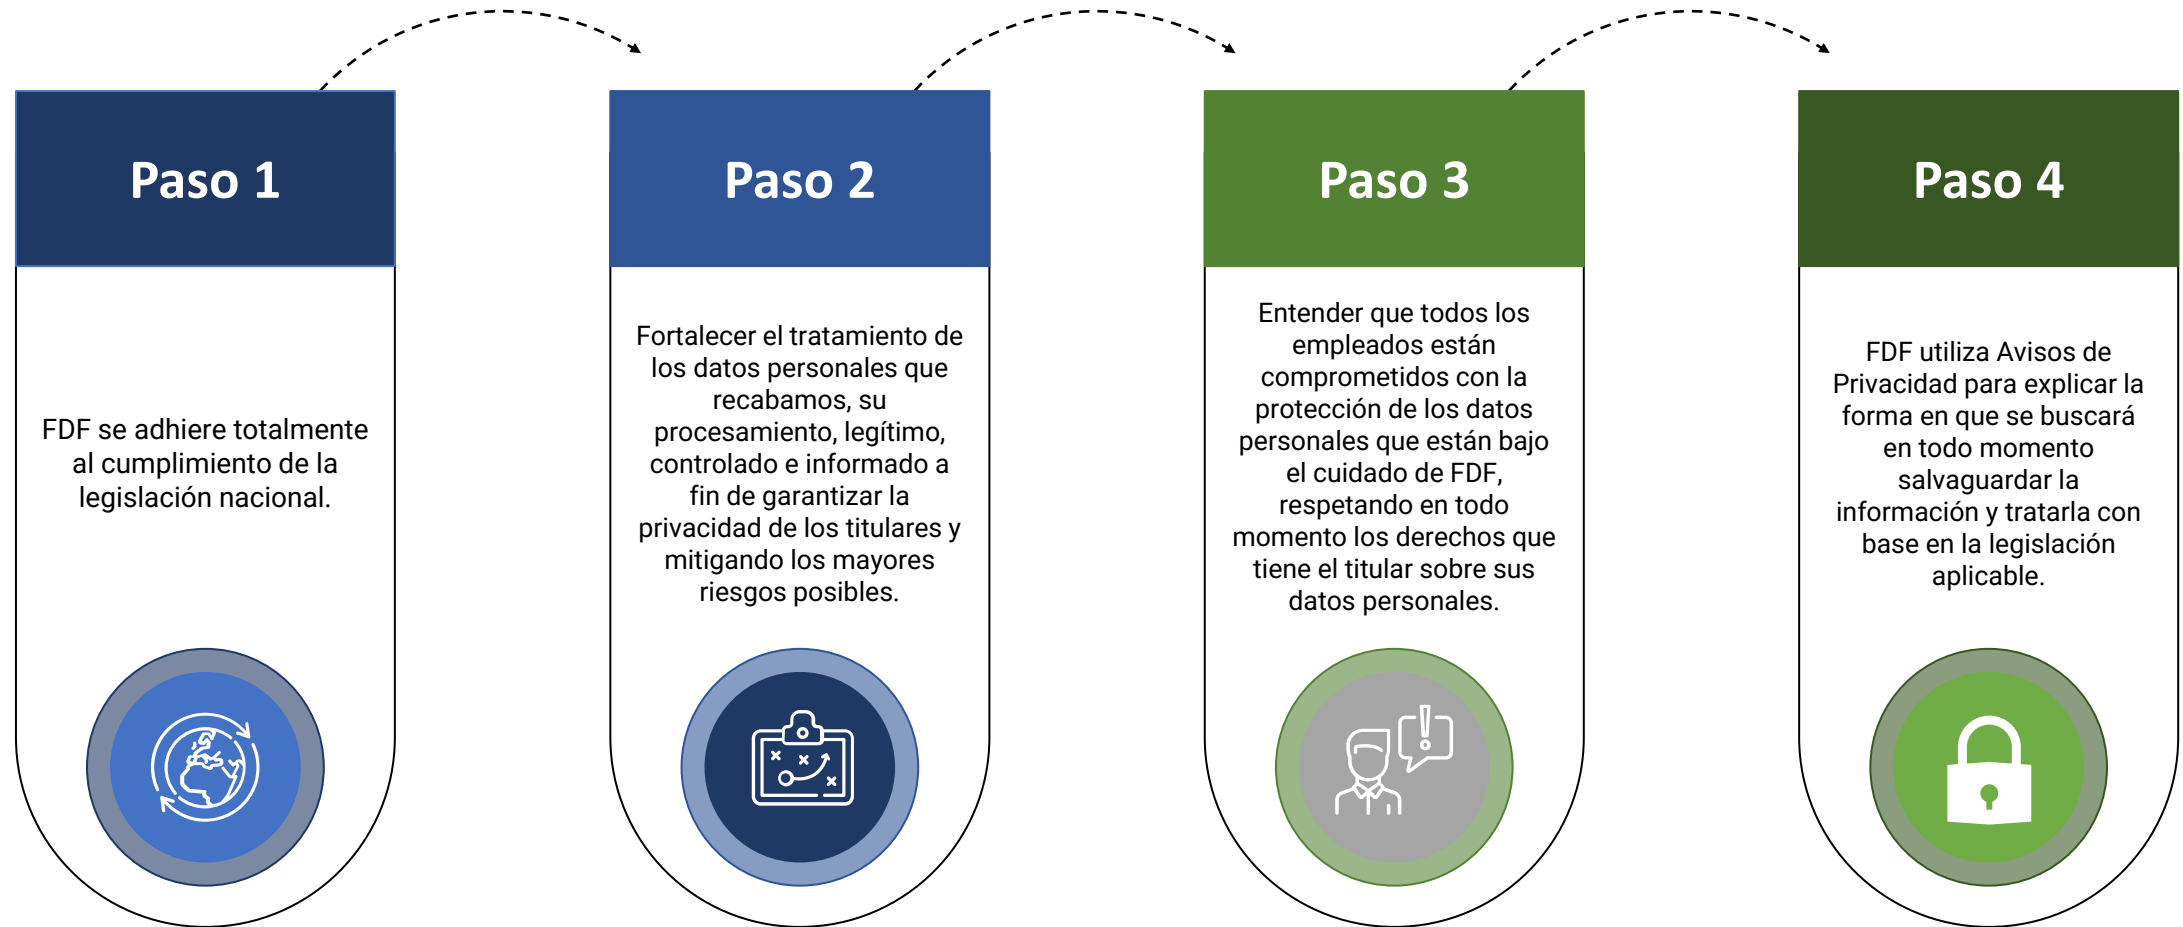 Paso 1
FDF se adhiere totalmente
al cumplimiento de la
legislación nacional.
Paso 2
Fortalecer el tratamiento de
los datos personales que
recabamos, su
procesamiento, legítimo,
controlado e informado a
fin de garantizar la
privacidad de los titulares y
mitigando los mayores
riesgos posibles.
Paso 3
Entender que todos los
empleados están
comprometidos con la
protección de los datos
personales que están bajo
el cuidado de FDF,
respetando en todo
momento los derechos que
tiene el titular sobre sus
datos personales.
Paso 4
FDF utiliza Avisos de
Privacidad para explicar la
forma en que se buscará
en todo momento
salvaguardar la
información y tratarla con
base en la legislación
aplicable.